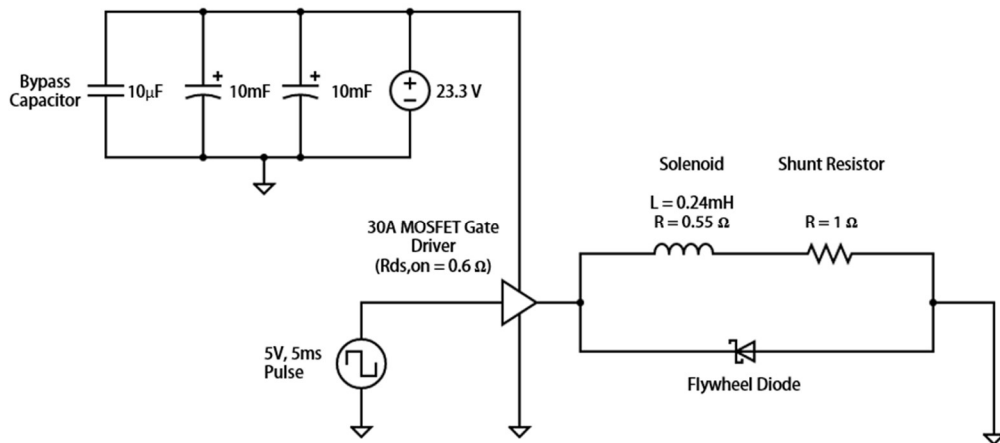 Bypass
Capacitor
10µF
+
10mF
+
10mF
+
−
23.3 V
Solenoid
Shunt Resistor
L = 0.24mH
R = 0.55 Ω
R = 1 Ω
30A MOSFET Gate
Driver
(Rds,on = 0.6 Ω)
5V, 5ms
Pulse
Flywheel Diode